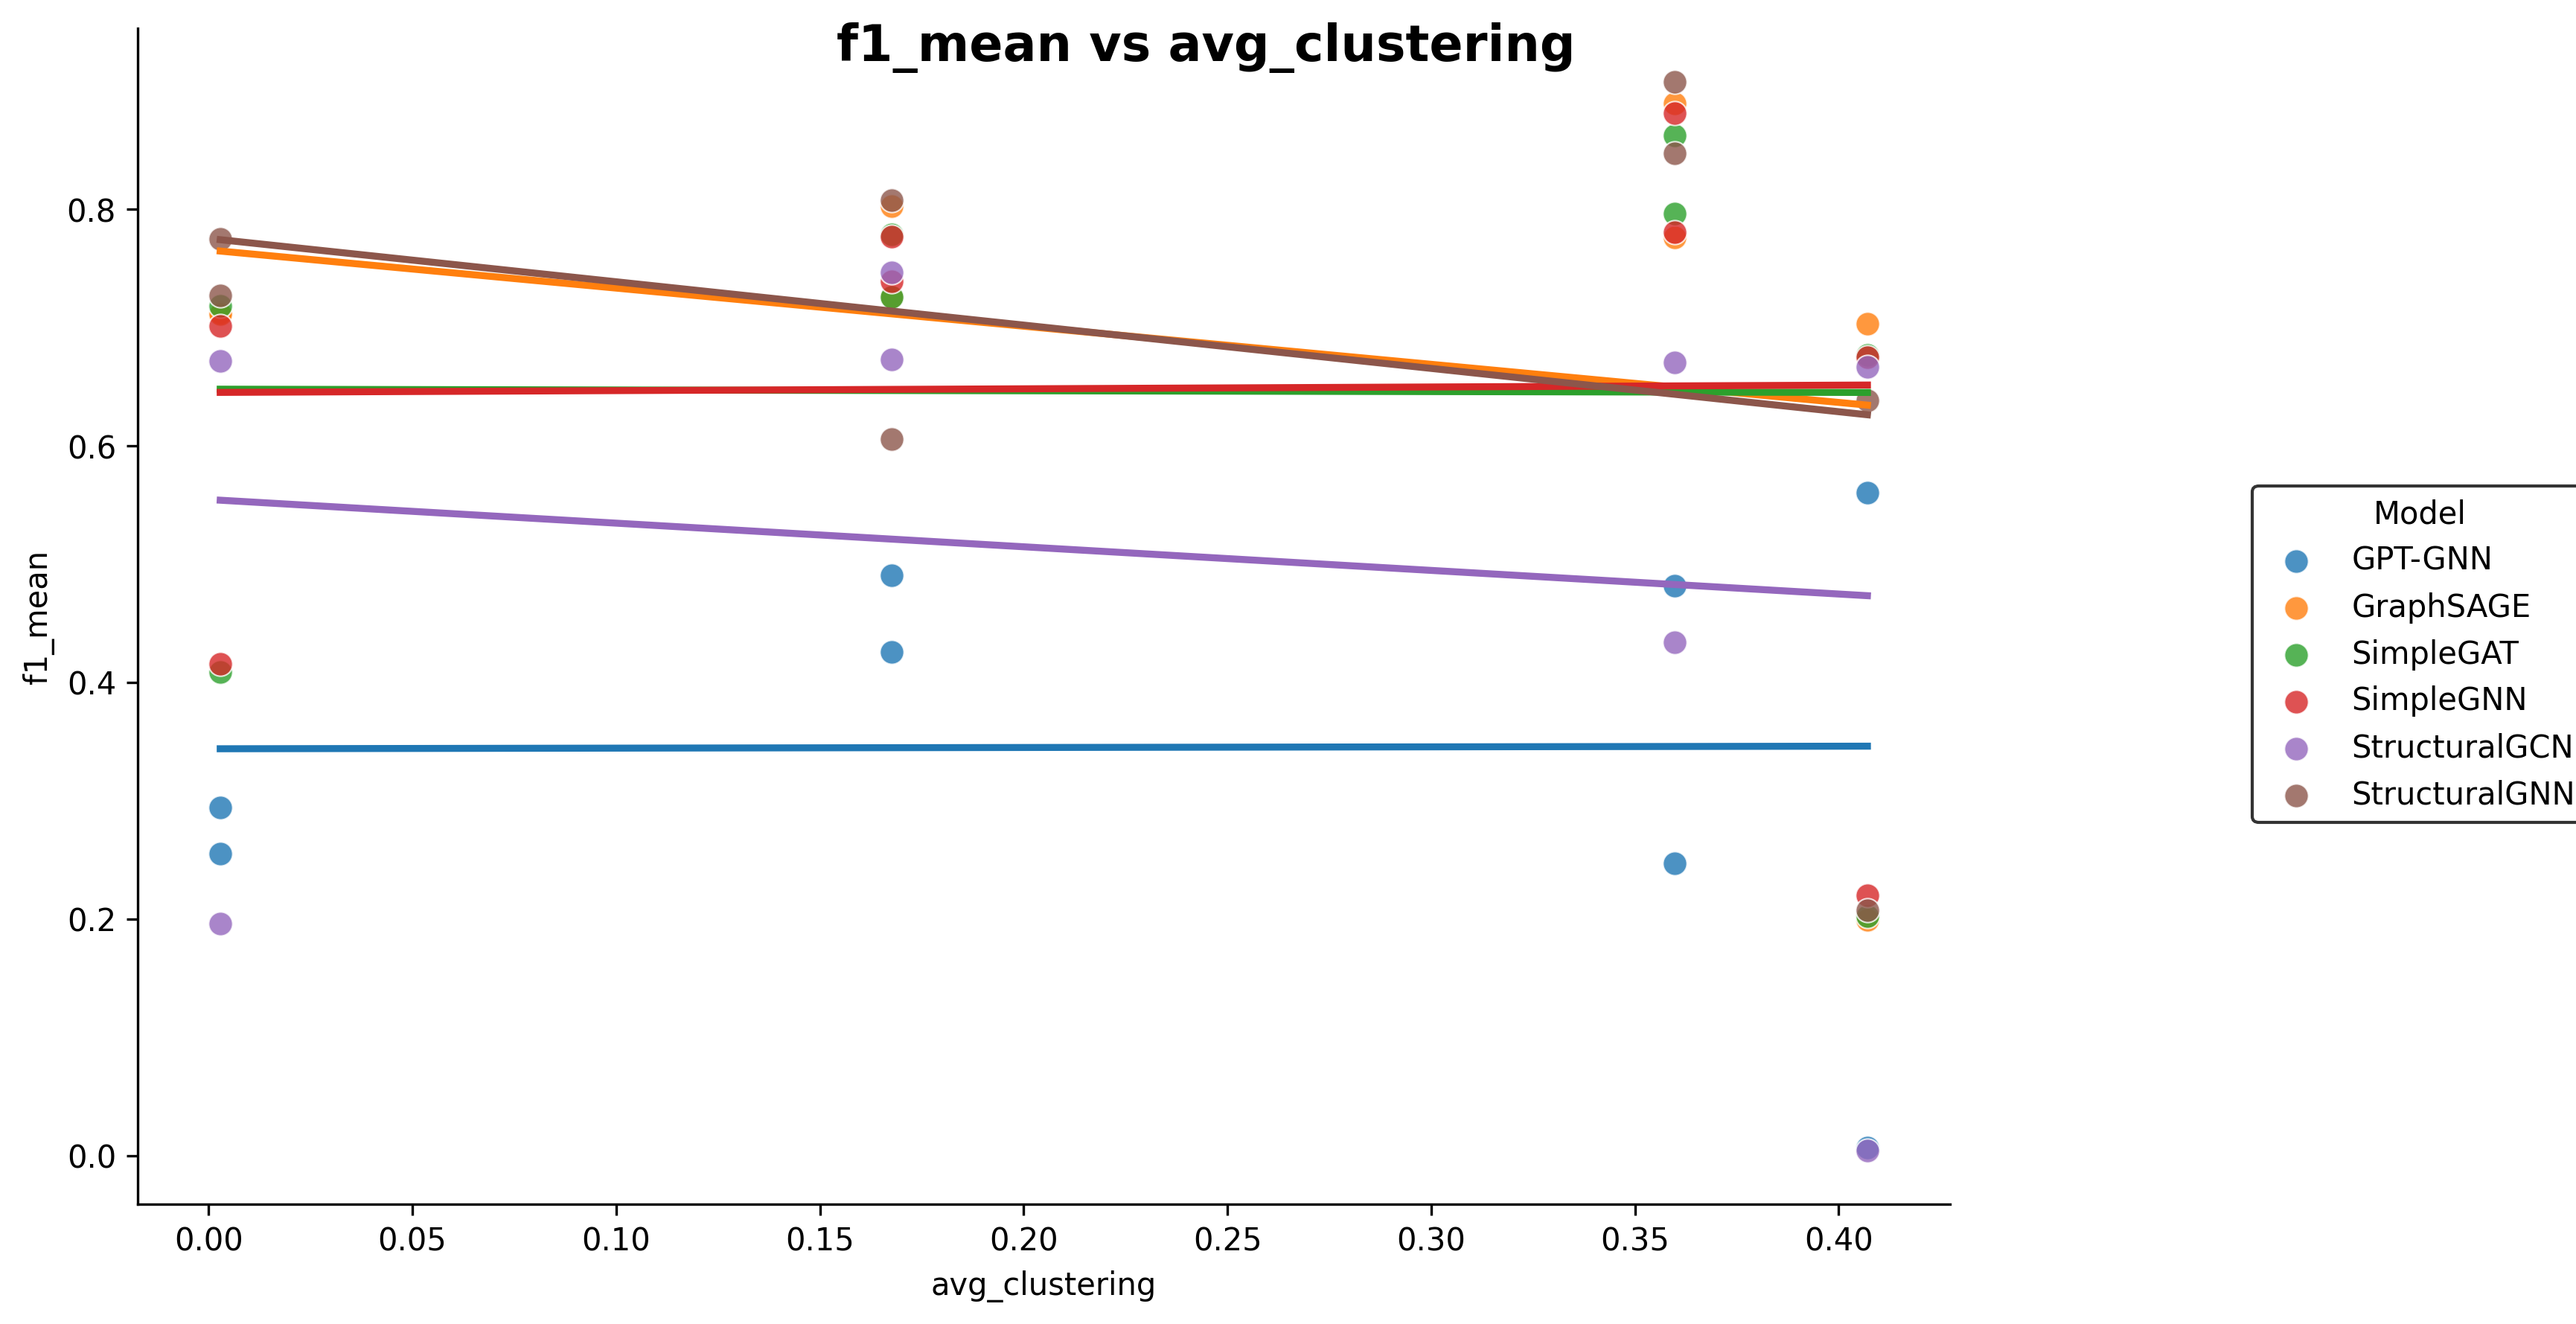 f1_mean vs avg_clustering
0.8
0.6
0.4
0.2
0.0
f1_mean
0.00 0.05 0.10 0.15 0.20 0.25 0.30 0.35 0.40
avg_clustering
Model
GPT-GNN
GraphSAGE
SimpleGAT
SimpleGNN
StructuralGCN
StructuralGNN